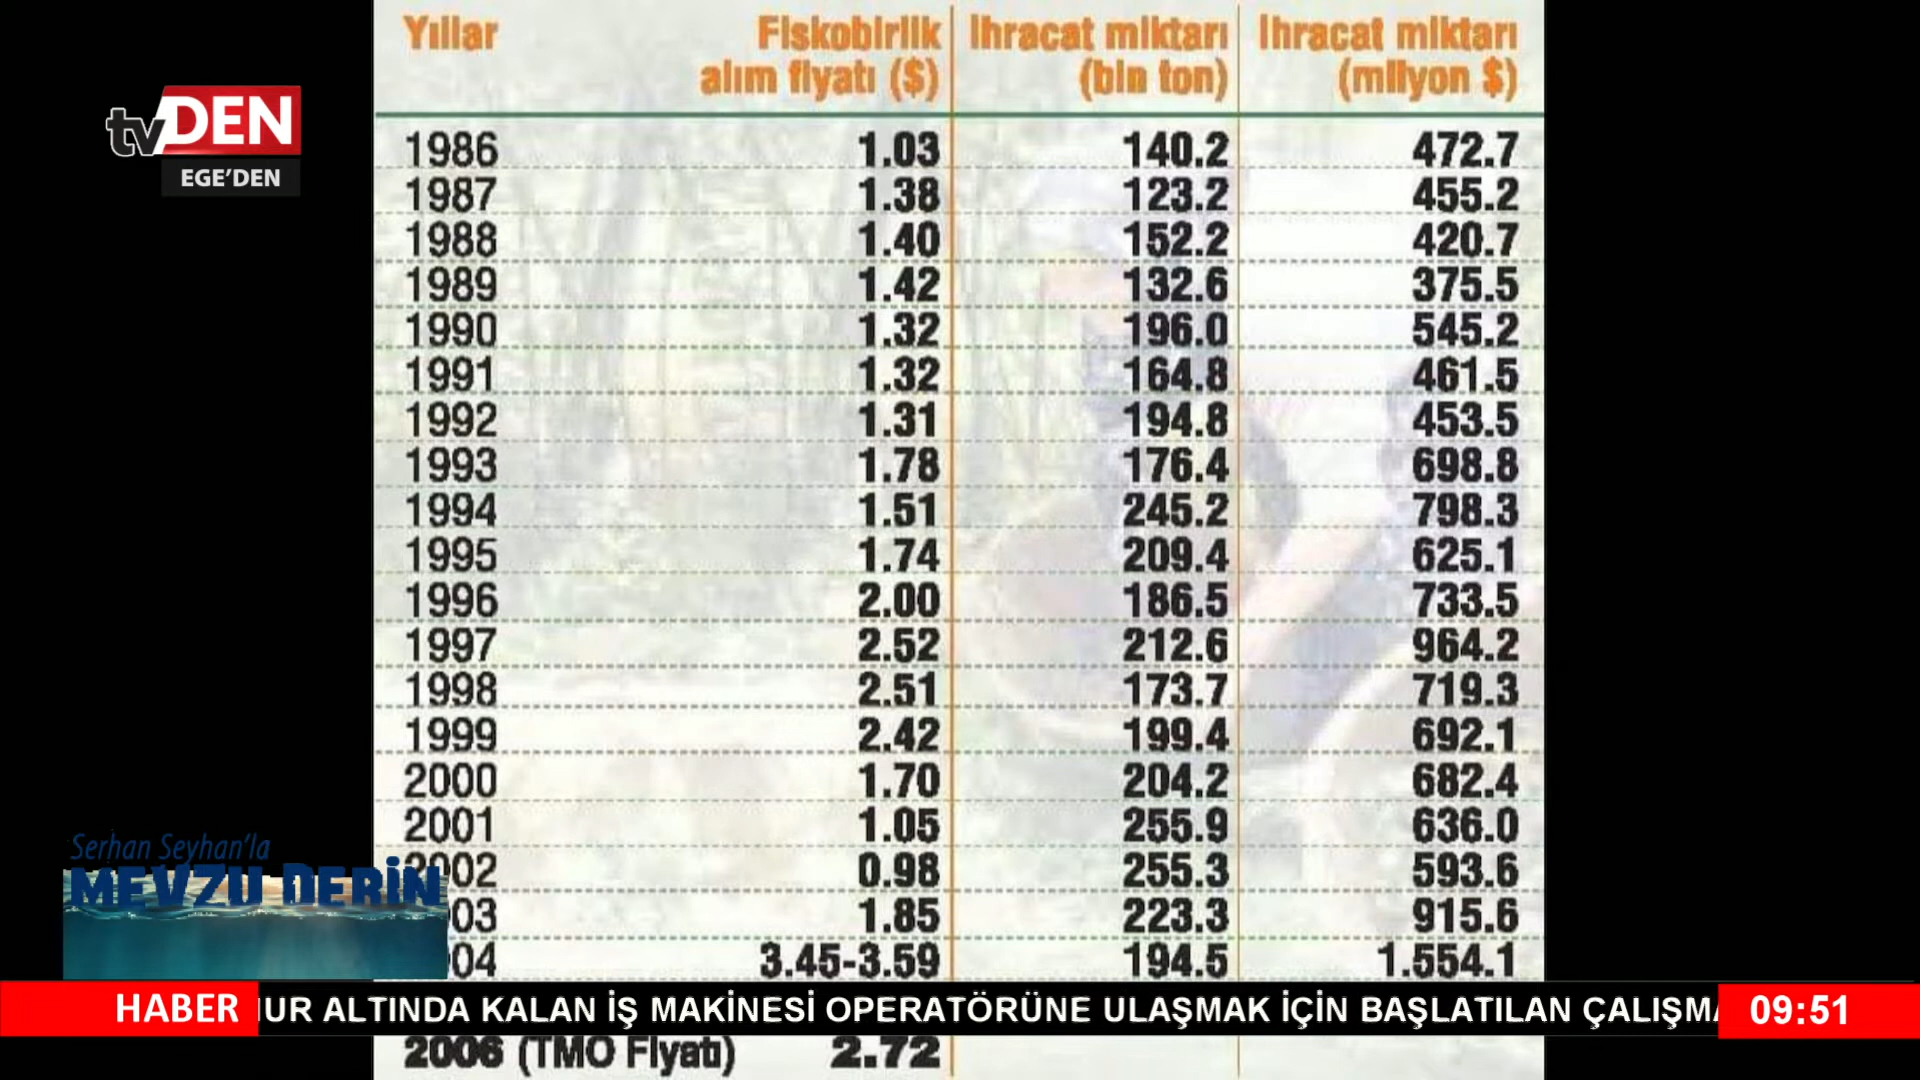 Yıllar Fiskobirlik alım fiyatı ($) İhracat miktarı (bin ton) İhracat miktarı (milyon $)
tvDEN
EGE'DEN
1986 1.03 140.2 472.7
1987 1.38 123.2 455.2
1988 1.40 152.2 420.7
1989 1.42 132.6 375.5
1990 1.32 196.0 545.2
1991 1.32 164.8 461.5
1992 1.31 194.8 453.5
1993 1.78 176.4 698.8
1994 1.51 245.2 798.3
1995 1.74 209.4 625.1
1996 2.00 186.5 733.5
1997 2.52 212.6 964.2
1998 2.51 173.7 719.3
1999 2.42 199.4 692.1
2000 1.70 204.2 682.4
2001 1.05 255.9 636.0
02 0.98 255.3 593.6
03 1.85 223.3 915.6
04 3.45-3.59 194.5 1.554.1
Serhan Seyhan'la
MEVZU DERİN
HABER UR ALTINDA KALAN İŞ MAKİNESİ OPERATÖRÜNE ULAŞMAK İÇİN BAŞLATILAN ÇALIŞMA 09:51
2006 (TMO Fiyatı) 2.72